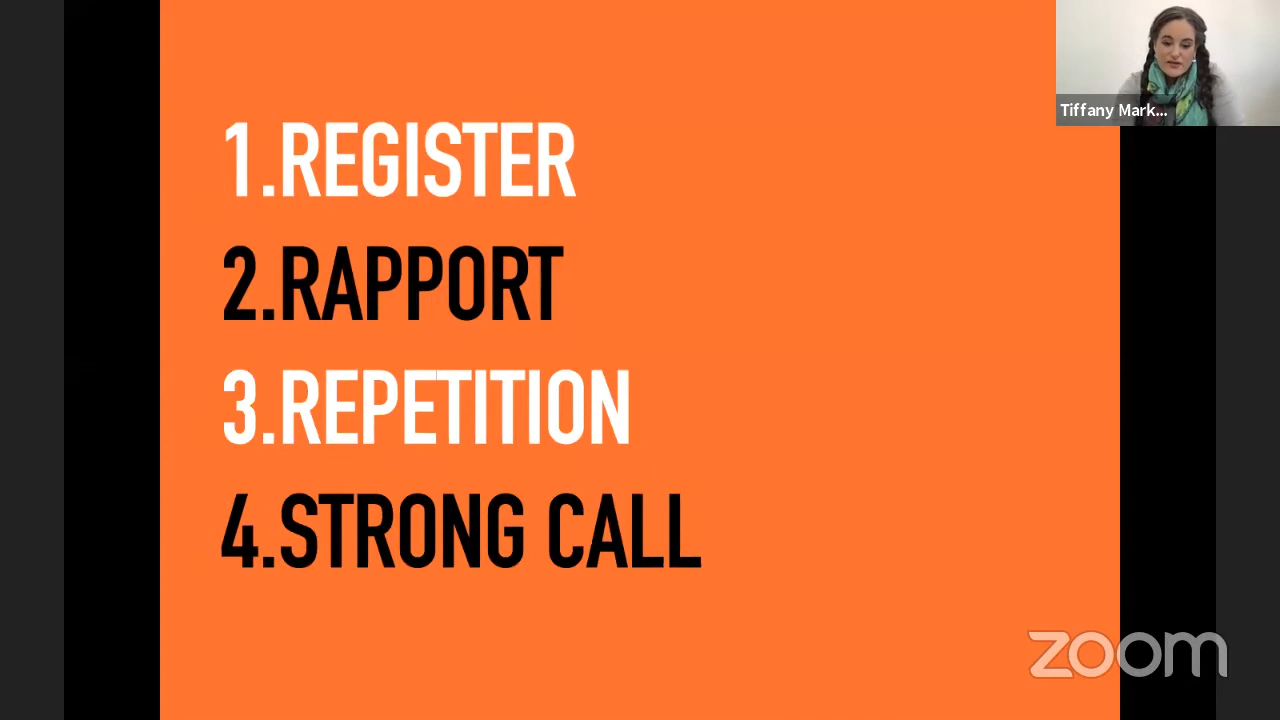 1.REGISTER
2.RAPPORT
3.REPETITION
4.STRONG CALL
Tiffany Mark...
zoom